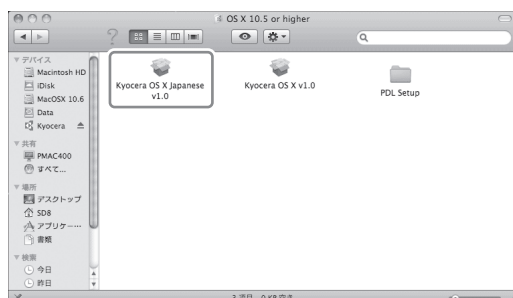 OS X 10.5 or higher
デバイス
Macintosh HD
iDisk
MacOSX 10.6
Data
Kyocera
共有
PMAC400
すべて...
場所
デスクトップ
SD8
アプリケー…
書類
検索
今日
昨日
Kyocera OS X Japanese
v1.0
Kyocera OS X v1.0
PDL Setup